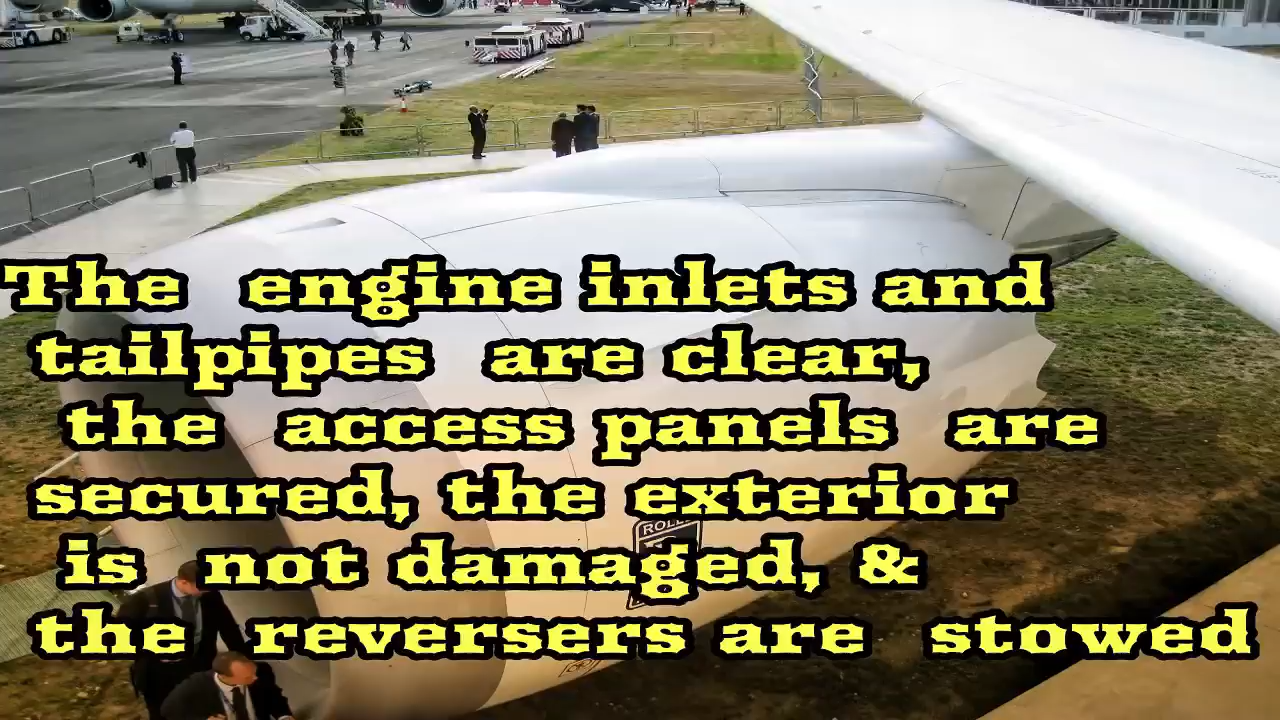 The engine inlets and
tailpipes are clear,
the access panels are
secured, the exterior
is not damaged, &
the reversers are stowed